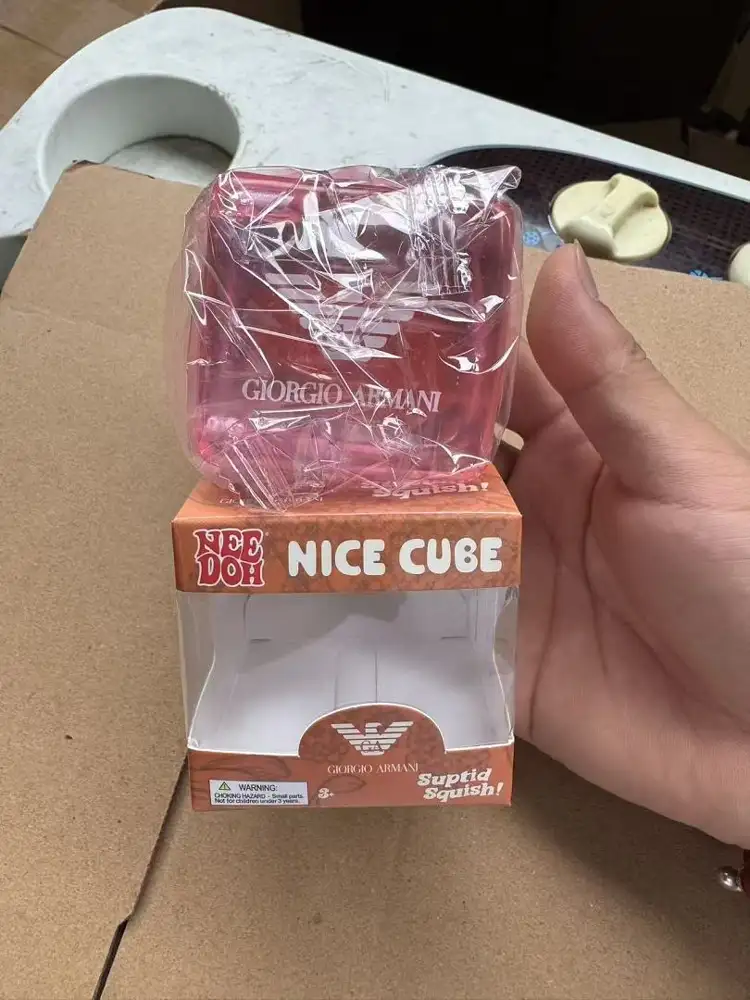 GIORGIO ARMANI
Squish!
NEE
DOH
NICE CUBE
GA
GIORGIO ARMANI
Suptid
Squish!
WARNING:
CHOKING HAZARD - Small parts.
Not for children under 3 years.
3+